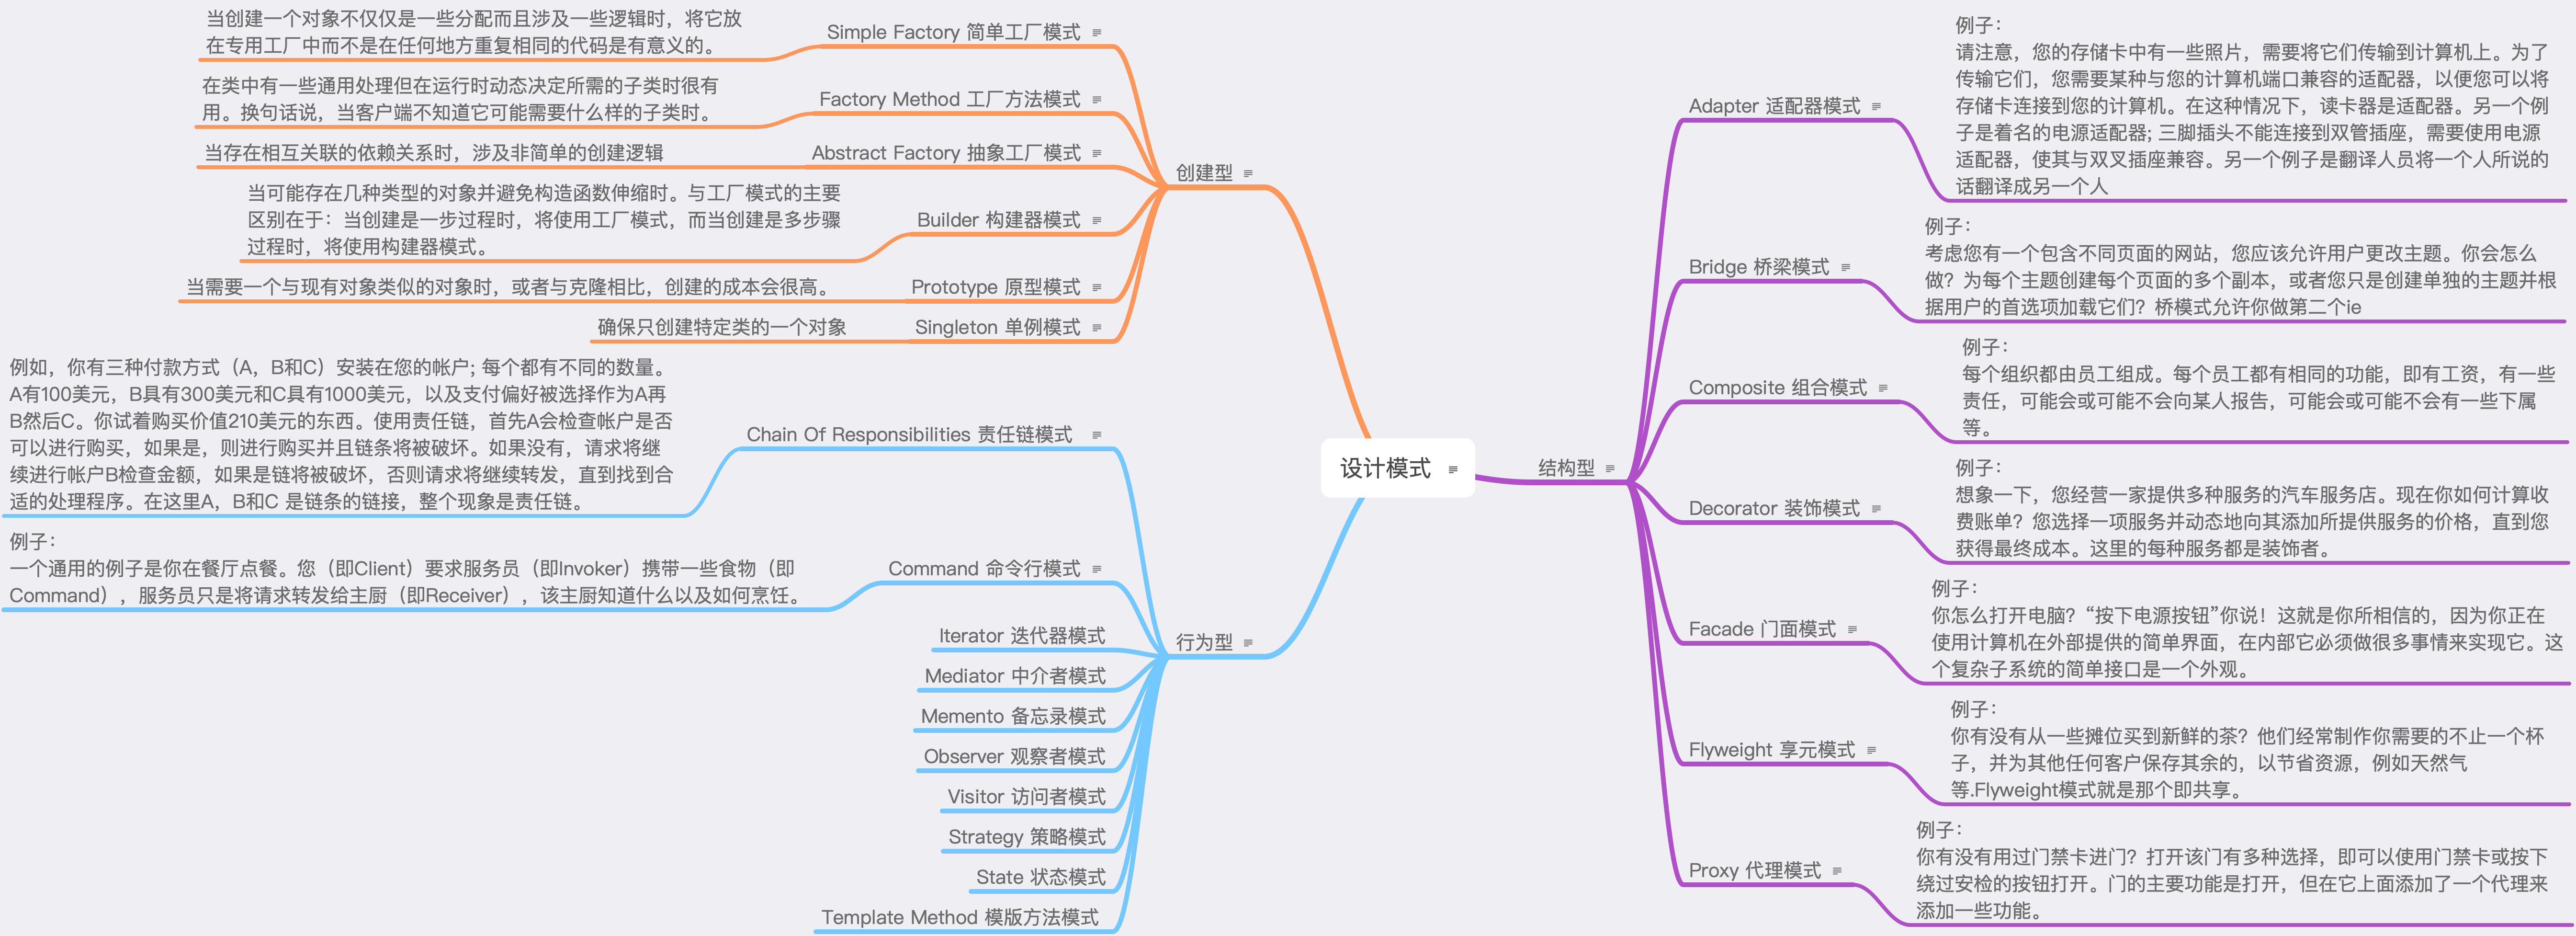 设计模式
创建型
Simple Factory 简单工厂模式
当创建一个对象不仅仅是一些分配而且涉及一些逻辑时，将它放
在专用工厂中而不是在任何地方重复相同的代码是有意义的。
Factory Method 工厂方法模式
在类中有一些通用处理但在运行时动态决定所需的子类时很有
用。换句话说，当客户端不知道它可能需要什么样的子类时。
Abstract Factory 抽象工厂模式
当存在相互关联的依赖关系时，涉及非简单的创建逻辑
Builder 构建器模式
当可能存在几种类型的对象并避免构造函数伸缩时。与工厂模式的主要
区别在于：当创建是一步过程时，将使用工厂模式，而当创建是多步骤
过程时，将使用构建器模式。
Prototype 原型模式
当需要一个与现有对象类似的对象时，或者与克隆相比，创建的成本会很高。
Singleton 单例模式
确保只创建特定类的一个对象
行为型
Chain Of Responsibilities 责任链模式
例如，你有三种付款方式（A，B和C）安装在您的帐户; 每个都有不同的数量。
A有100美元，B具有300美元和C具有1000美元，以及支付偏好被选择作为A再
B然后C。你试着购买价值210美元的东西。使用责任链，首先A会检查帐户是否
可以进行购买，如果是，则进行购买并且链条将被破坏。如果没有，请求将继
续进行帐户B检查金额，如果是链将被破坏，否则请求将继续转发，直到找到合
适的处理程序。在这里A，B和C 是链条的链接，整个现象是责任链。
Command 命令行模式
例子：
一个通用的例子是你在餐厅点餐。您（即Client）要求服务员（即Invoker）携带一些食物（即
Command），服务员只是将请求转发给主厨（即Receiver），该主厨知道什么以及如何烹饪。
Iterator 迭代器模式
Mediator 中介者模式
Memento 备忘录模式
Observer 观察者模式
Visitor 访问者模式
Strategy 策略模式
State 状态模式
Template Method 模版方法模式
结构型
Adapter 适配器模式
例子：
请注意，您的存储卡中有一些照片，需要将它们传输到计算机上。为了
传输它们，您需要某种与您的计算机端口兼容的适配器，以便您可以将
存储卡连接到您的计算机。在这种情况下，读卡器是适配器。另一个例
子是着名的电源适配器; 三脚插头不能连接到双管插座，需要使用电源
适配器，使其与双叉插座兼容。另一个例子是翻译人员将一个人所说的
话翻译成另一个人
Bridge 桥梁模式
例子：
考虑您有一个包含不同页面的网站，您应该允许用户更改主题。你会怎么
做？为每个主题创建每个页面的多个副本，或者您只是创建单独的主题并根
据用户的首选项加载它们？桥模式允许你做第二个ie
Composite 组合模式
例子：
每个组织都由员工组成。每个员工都有相同的功能，即有工资，有一些
责任，可能会或可能不会向某人报告，可能会或可能不会有一些下属
等。
Decorator 装饰模式
例子：
想象一下，您经营一家提供多种服务的汽车服务店。现在你如何计算收
费账单？您选择一项服务并动态地向其添加所提供服务的价格，直到您
获得最终成本。这里的每种服务都是装饰者。
Facade 门面模式
例子：
你怎么打开电脑？“按下电源按钮”你说！这就是你所相信的，因为你正在
使用计算机在外部提供的简单界面，在内部它必须做很多事情来实现它。这
个复杂子系统的简单接口是一个外观。
Flyweight 享元模式
例子：
你有没有从一些摊位买到新鲜的茶？他们经常制作你需要的不止一个杯
子，并为其他任何客户保存其余的，以节省资源，例如天然气
等.Flyweight模式就是那个即共享。
Proxy 代理模式
例子：
你有没有用过门禁卡进门？打开该门有多种选择，即可以使用门禁卡或按下
绕过安检的按钮打开。门的主要功能是打开，但在它上面添加了一个代理来
添加一些功能。